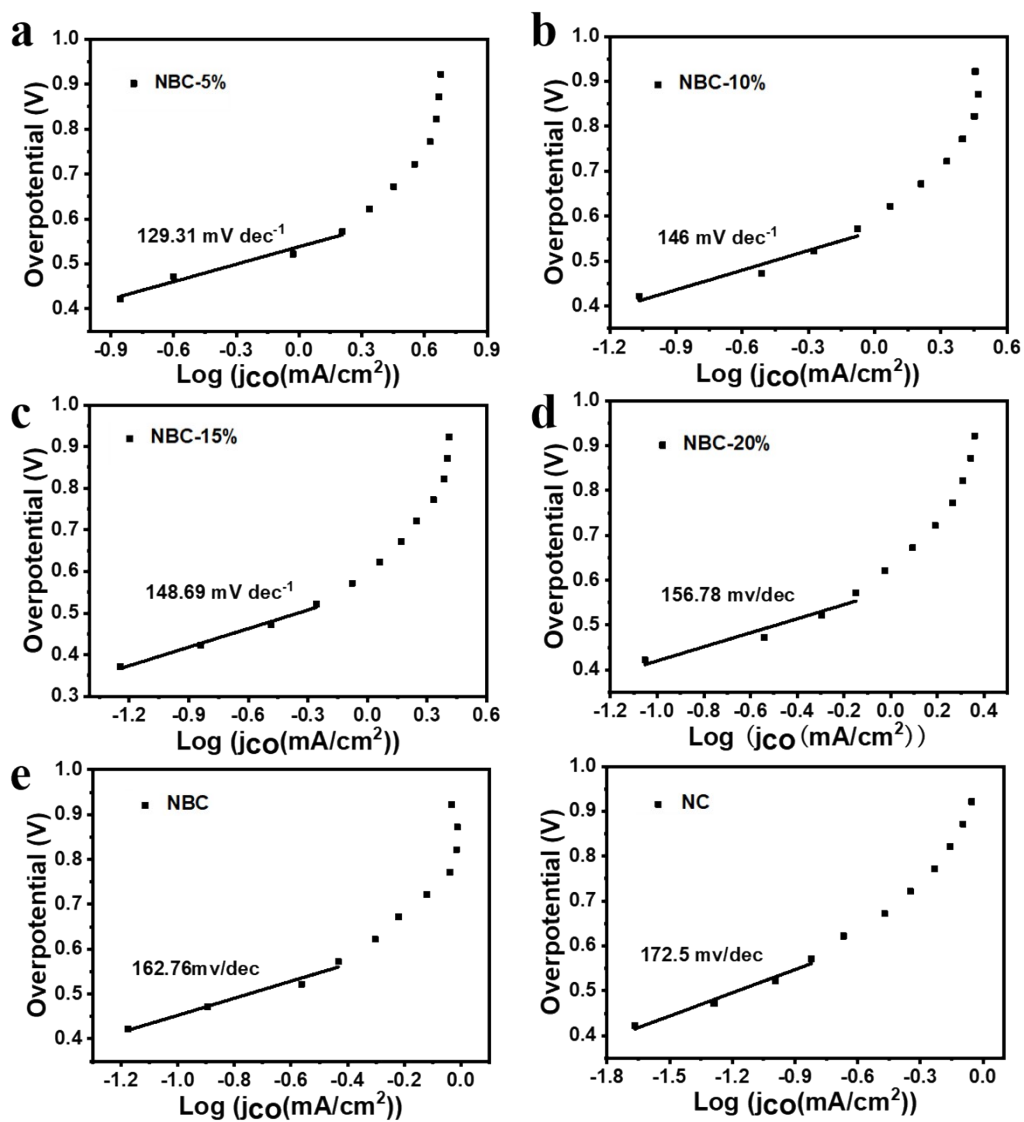 a
1.0
0.9
0.8
0.7
0.6
0.5
0.4
Overpotential (V)
NBC-5%
129.31 mV dec⁻¹
-0.9 -0.6 -0.3 0.0 0.3 0.6 0.9
Log (jco(mA/cm²))
b
1.0
0.9
0.8
0.7
0.6
0.5
0.4
Overpotential (V)
NBC-10%
146 mV dec⁻¹
-1.2 -0.9 -0.6 -0.3 0.0 0.3 0.6
Log (jco(mA/cm²))
c
1.0
0.9
0.8
0.7
0.6
0.5
0.4
0.3
Overpotential (V)
NBC-15%
148.69 mV dec⁻¹
-1.2 -0.9 -0.6 -0.3 0.0 0.3 0.6
Log (jco(mA/cm²))
d
1.0
0.9
0.8
0.7
0.6
0.5
0.4
Overpotential (V)
NBC-20%
156.78 mv/dec
-1.2 -1.0 -0.8 -0.6 -0.4 -0.2 0.0 0.2 0.4
Log（jco（mA/cm²））
e
1.0
0.9
0.8
0.7
0.6
0.5
0.4
Overpotential (V)
NBC
162.76mv/dec
-1.2 -1.0 -0.8 -0.6 -0.4 -0.2 0.0
Log (jco(mA/cm²))
1.0
0.9
0.8
0.7
0.6
0.5
0.4
Overpotential (V)
NC
172.5 mv/dec
-1.8 -1.5 -1.2 -0.9 -0.6 -0.3 0.0
Log (jco(mA/cm²))